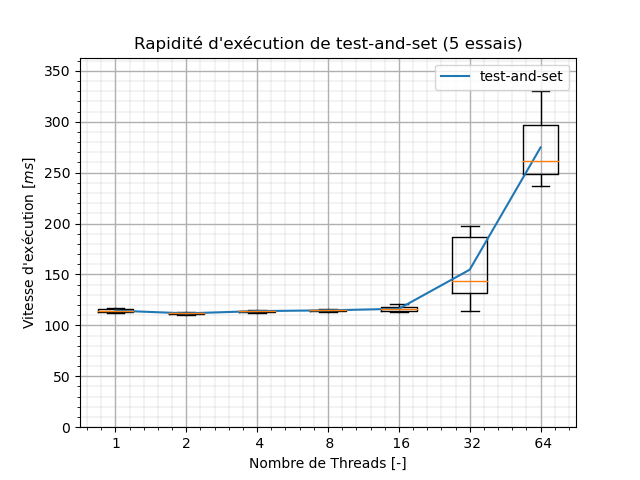 Rapidité d'exécution de test-and-set (5 essais)
test-and-set
350
300
250
200
150
100
50
0
Vitesse d'exécution [ms]
1 2 4 8 16 32 64
Nombre de Threads [-]